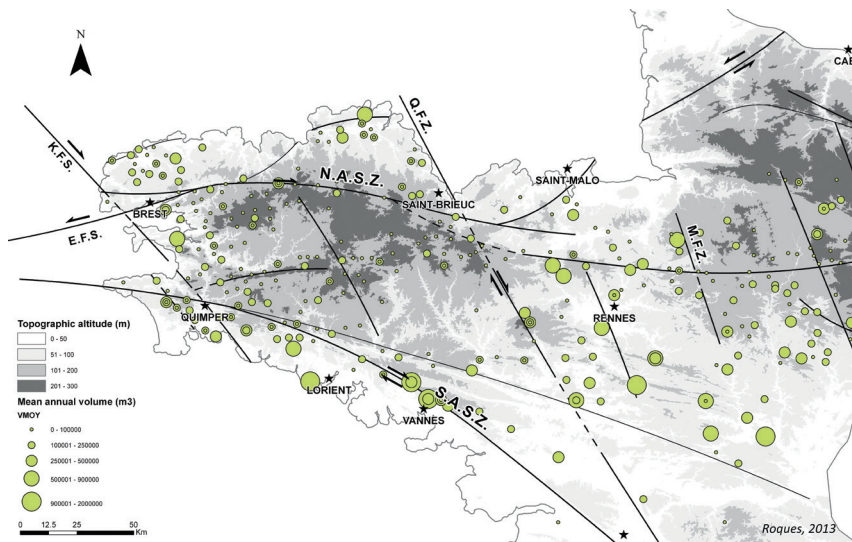 N
K.F.S.
Q.F.Z.
CAE
N.A.S.Z.
SAINT-MALO
SAINT-BRIEUC
BREST
E.F.S.
M.F.Z.
QUIMPER
RENNES
LORIENT
S.A.S.Z.
VANNES
Topographic altitude (m)
0 - 50
51 - 100
101 - 200
201 - 300
Mean annual volume (m3)
VMOY
0 - 100000
100001 - 250000
250001 - 500000
500001 - 900000
900001 - 2000000
0 12.5 25 50
Km
Roques, 2013